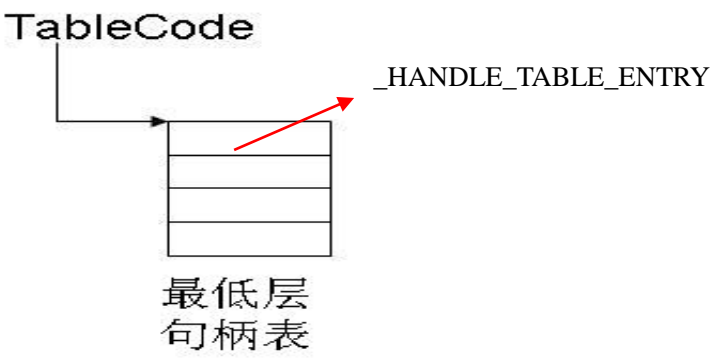 TableCode
_HANDLE_TABLE_ENTRY
最低层
句柄表